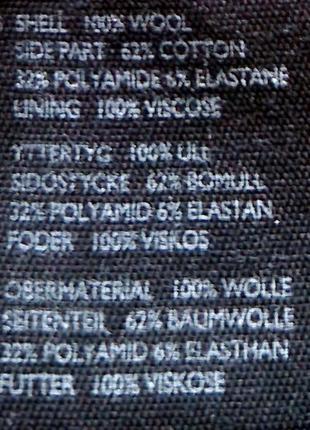 SHELL 100% WOOL
SIDE PART 62% COTTON
32% POLYAMIDE 6% ELASTANE
LINING 100% VISCOSE
YTTERTYG 100% ULL
SIDOSTYCKE 62% BOMULL
32% POLYAMID 6% ELASTAN
FODER 100% VISKOS
OBERMATERIAL 100% WOLLE
SEITENTEIL 62% BAUMWOLLE
32% POLYAMID 6% ELASTHAN
FUTTER 100% VISKOSE